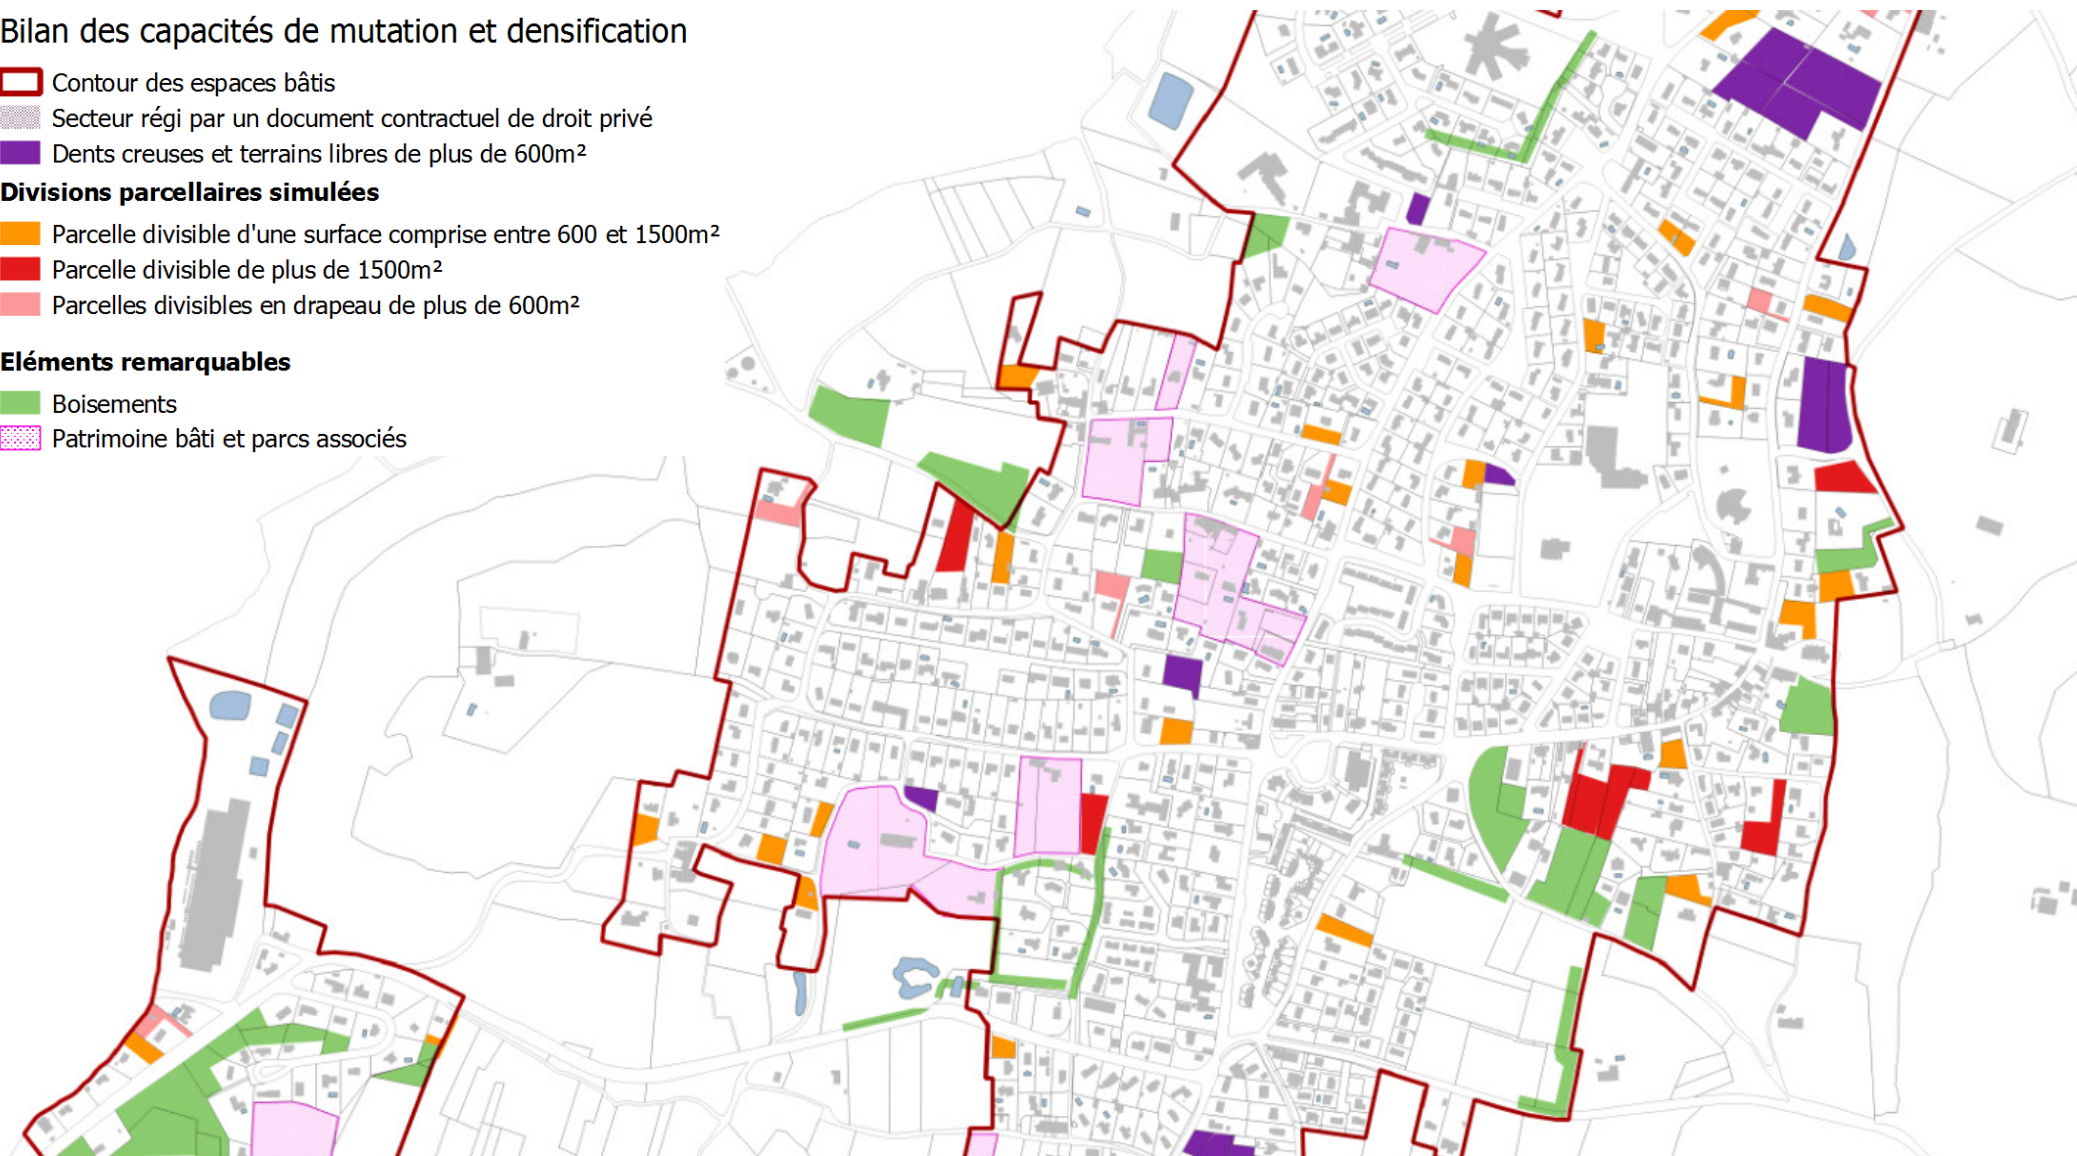 Bilan des capacités de mutation et densification
Contour des espaces bâtis
Secteur régi par un document contractuel de droit privé
Dents creuses et terrains libres de plus de 600m²
Divisions parcellaires simulées
Parcelle divisible d'une surface comprise entre 600 et 1500m²
Parcelle divisible de plus de 1500m²
Parcelles divisibles en drapeau de plus de 600m²
Eléments remarquables
Boisements
Patrimoine bâti et parcs associés